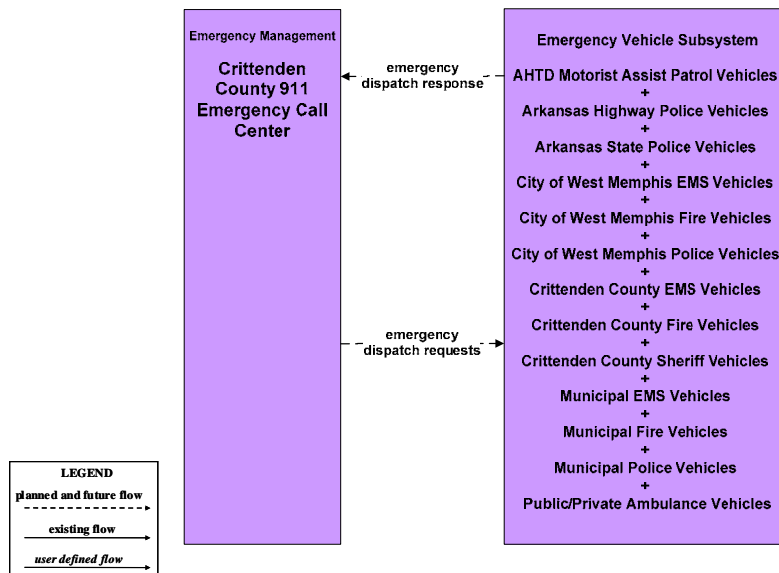 Emergency Management
Crittenden
County 911
Emergency Call
Center
emergency
dispatch response
emergency
dispatch requests
Emergency Vehicle Subsystem
AHTD Motorist Assist Patrol Vehicles
+
Arkansas Highway Police Vehicles
+
Arkansas State Police Vehicles
+
City of West Memphis EMS Vehicles
+
City of West Memphis Fire Vehicles
+
City of West Memphis Police Vehicles
+
Crittenden County EMS Vehicles
+
Crittenden County Fire Vehicles
+
Crittenden County Sheriff Vehicles
+
Municipal EMS Vehicles
+
Municipal Fire Vehicles
+
Municipal Police Vehicles
+
Public/Private Ambulance Vehicles
LEGEND
planned and future flow
existing flow
user defined flow